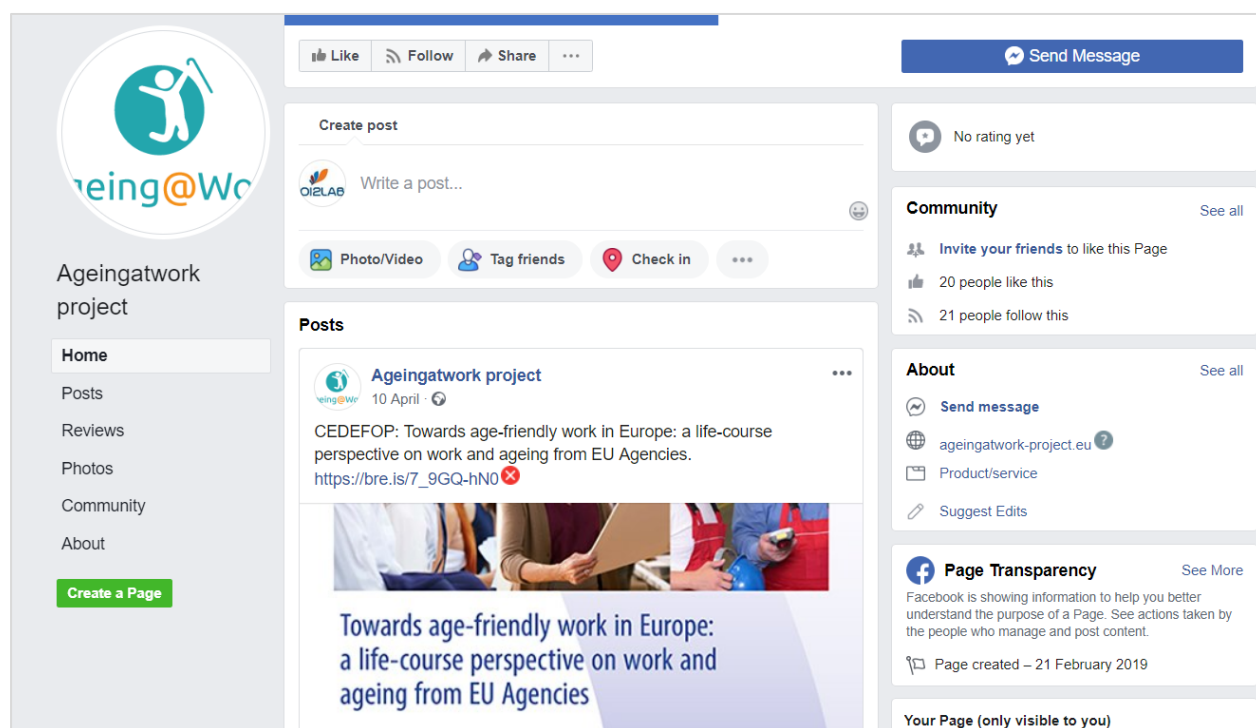 eing@Wo
Ageingatwork
project
Home
Posts
Reviews
Photos
Community
About
Create a Page
Like
Follow
Share
Create post
OI2LAB
Write a post...
Photo/Video
Tag friends
Check in
Posts
Ageingatwork project
10 April ·
CEDEFOP: Towards age-friendly work in Europe: a life-course
perspective on work and ageing from EU Agencies.
https://bre.is/7_9GQ-hN0
Towards age-friendly work in Europe:
a life-course perspective on work and
ageing from EU Agencies
Send Message
No rating yet
Community
See all
Invite your friends to like this Page
20 people like this
21 people follow this
About
See all
Send message
ageingatwork-project.eu ?
Product/service
Suggest Edits
Page Transparency
See More
Facebook is showing information to help you better
understand the purpose of a Page. See actions taken by
the people who manage and post content.
Page created – 21 February 2019
Your Page (only visible to you)